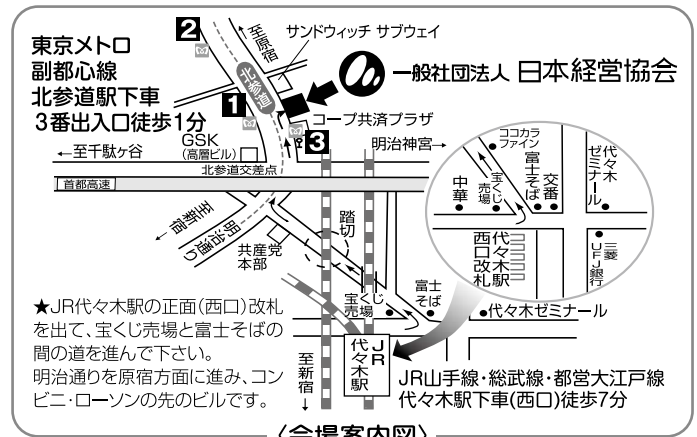 東京メトロ
副都心線
北参道駅下車
3番出入口徒歩1分
2
至原宿
サンドウィッチ サブウェイ
北参道
一般社団法人 日本経営協会
1
コープ共済プラザ
3
GSK
(高層ビル)
明治神宮→
←至千駄ヶ谷
北参道交差点
首都高速
至新宿
明治通り
共産党
本部
踏切
宝くじ
売場
富士
そば
ココカラ
ファイン
中華
宝くじ
売場
富士そば
交番
代々木
ゼミナール
代々木駅
西口改札
三菱
UFJ銀行
代々木ゼミナール
★JR代々木駅の正面(西口)改札
を出て、宝くじ売場と富士そばの
間の道を進んで下さい。
明治通りを原宿方面に進み、コン
ビニ・ローソンの先のビルです。
至新宿
↓
JR
代々木駅
JR山手線・総武線・都営大江戸線
代々木駅下車(西口)徒歩7分
〈会場案内図〉